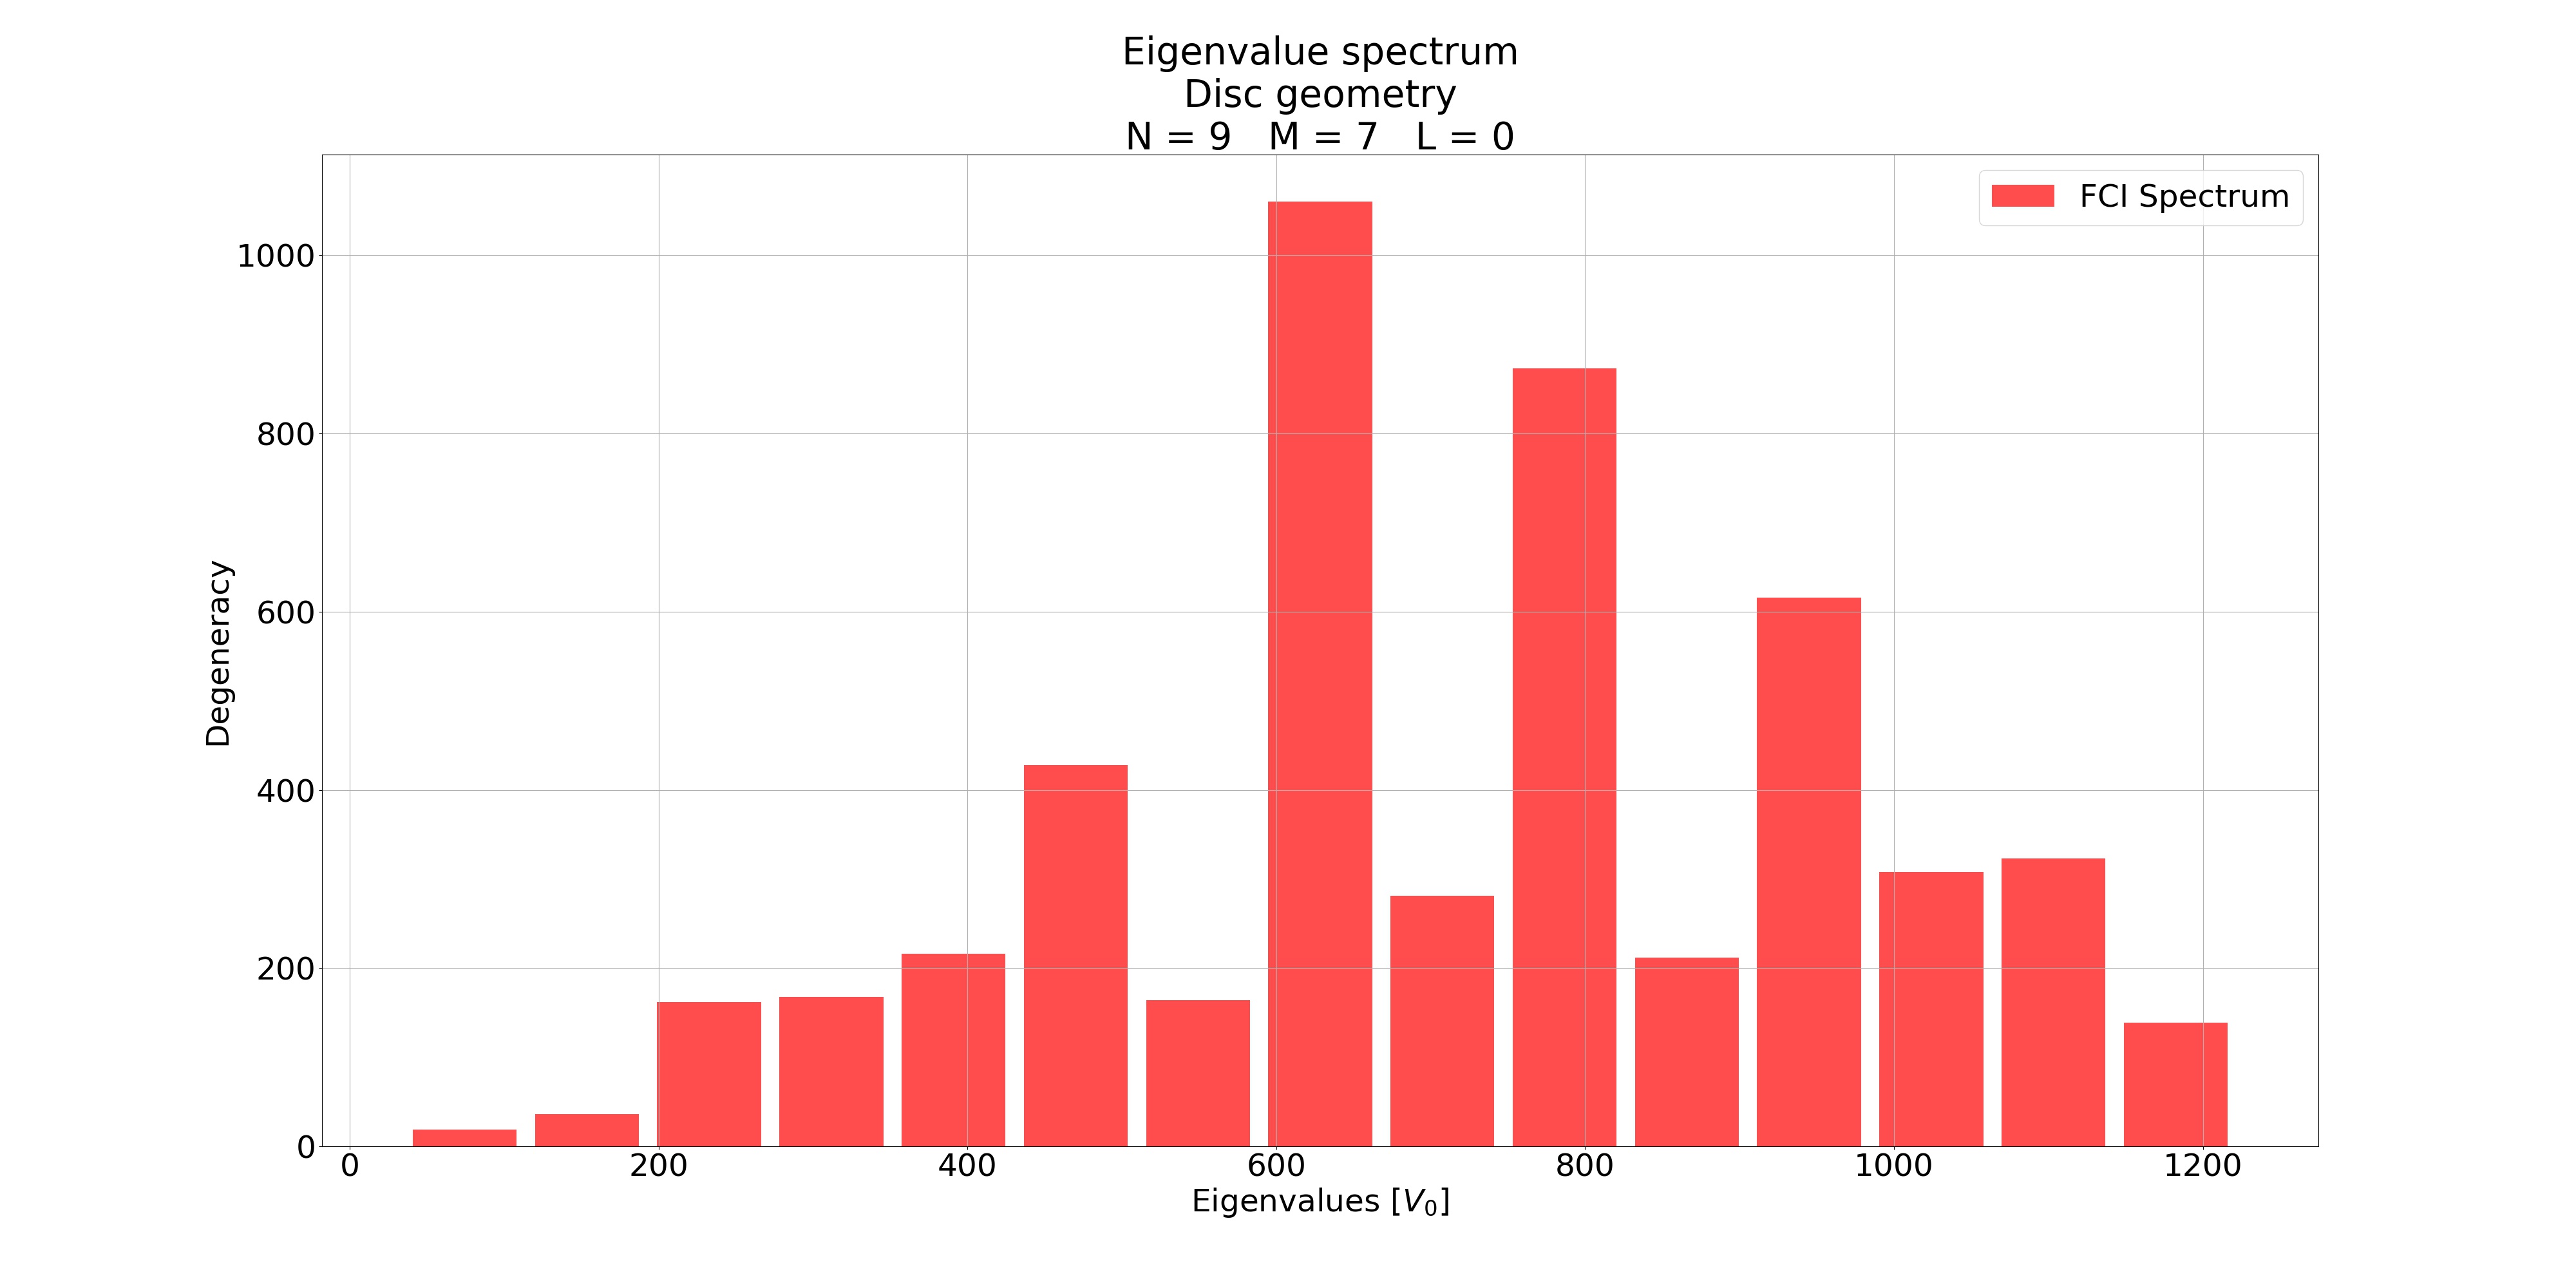 Eigenvalue spectrum
Disc geometry
N = 9 M = 7 L = 0
FCI Spectrum
1000
800
600
400
200
0
Degeneracy
0 200 400 600 800 1000 1200
Eigenvalues [V₀]